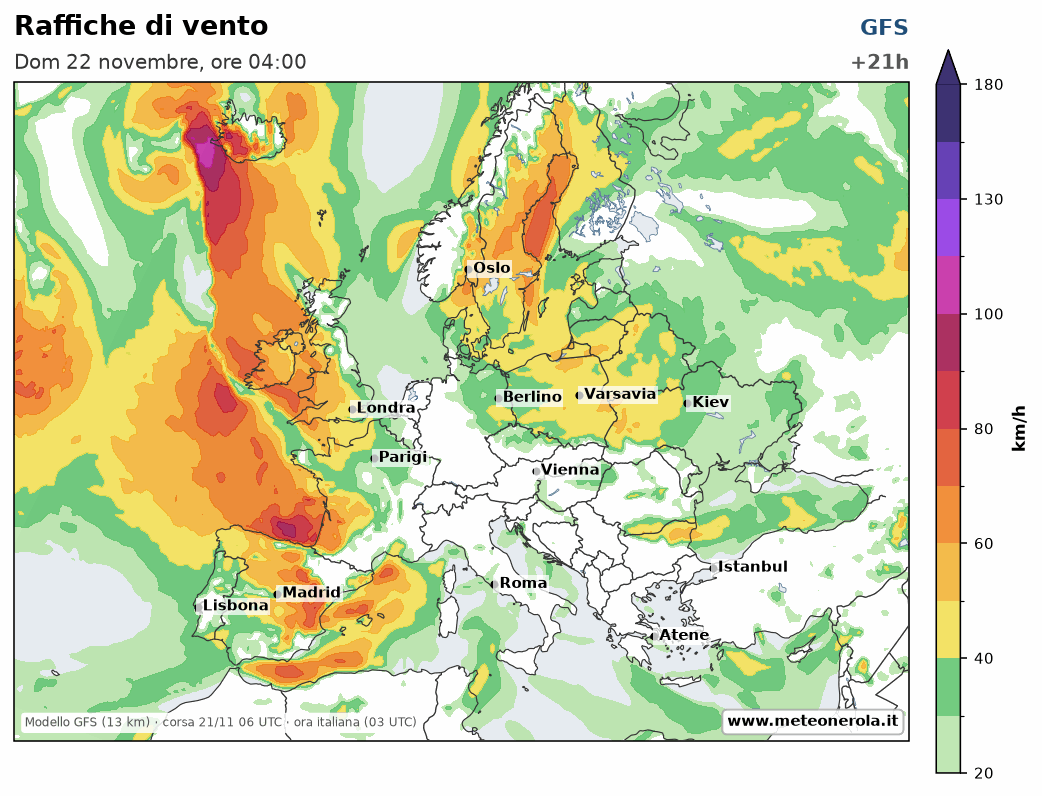 Raffiche di vento
GFS
Dom 22 novembre, ore 04:00
+21h
180
130
100
80
60
40
20
km/h
Oslo
Londra
Berlino
Varsavia
Kiev
Parigi
Vienna
Istanbul
Roma
Madrid
Lisbona
Atene
Modello GFS (13 km) · corsa 21/11 06 UTC · ora italiana (03 UTC)
www.meteonerola.it